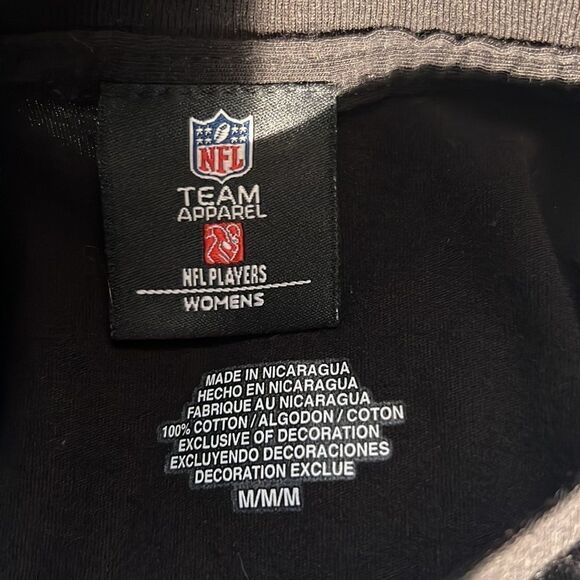 NFL
TEAM
APPAREL
NFL PLAYERS
WOMENS
MADE IN NICARAGUA
HECHO EN NICARAGUA
FABRIQUE AU NICARAGUA
100% COTTON / ALGODON / COTON
EXCLUSIVE OF DECORATION
EXCLUYENDO DECORACIONES
DECORATION EXCLUE
M/M/M